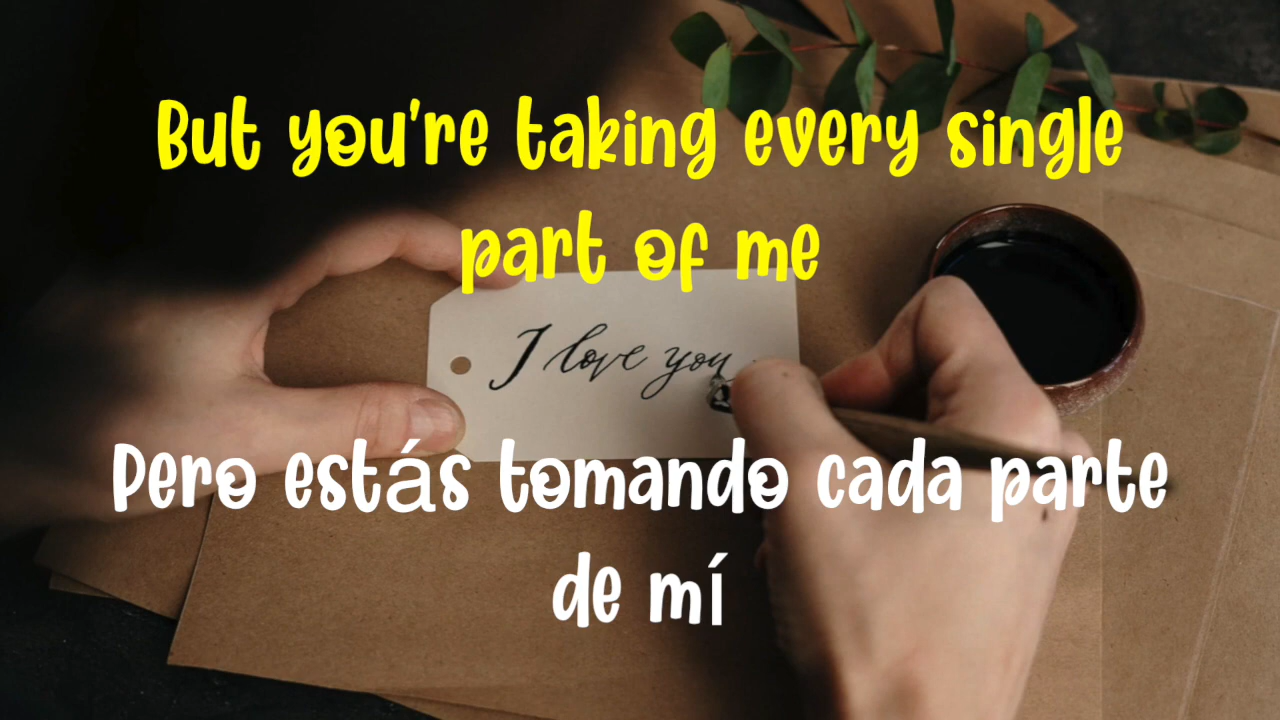 But you're taking every single
part of me
I love you
Pero estás tomando cada parte
de mí